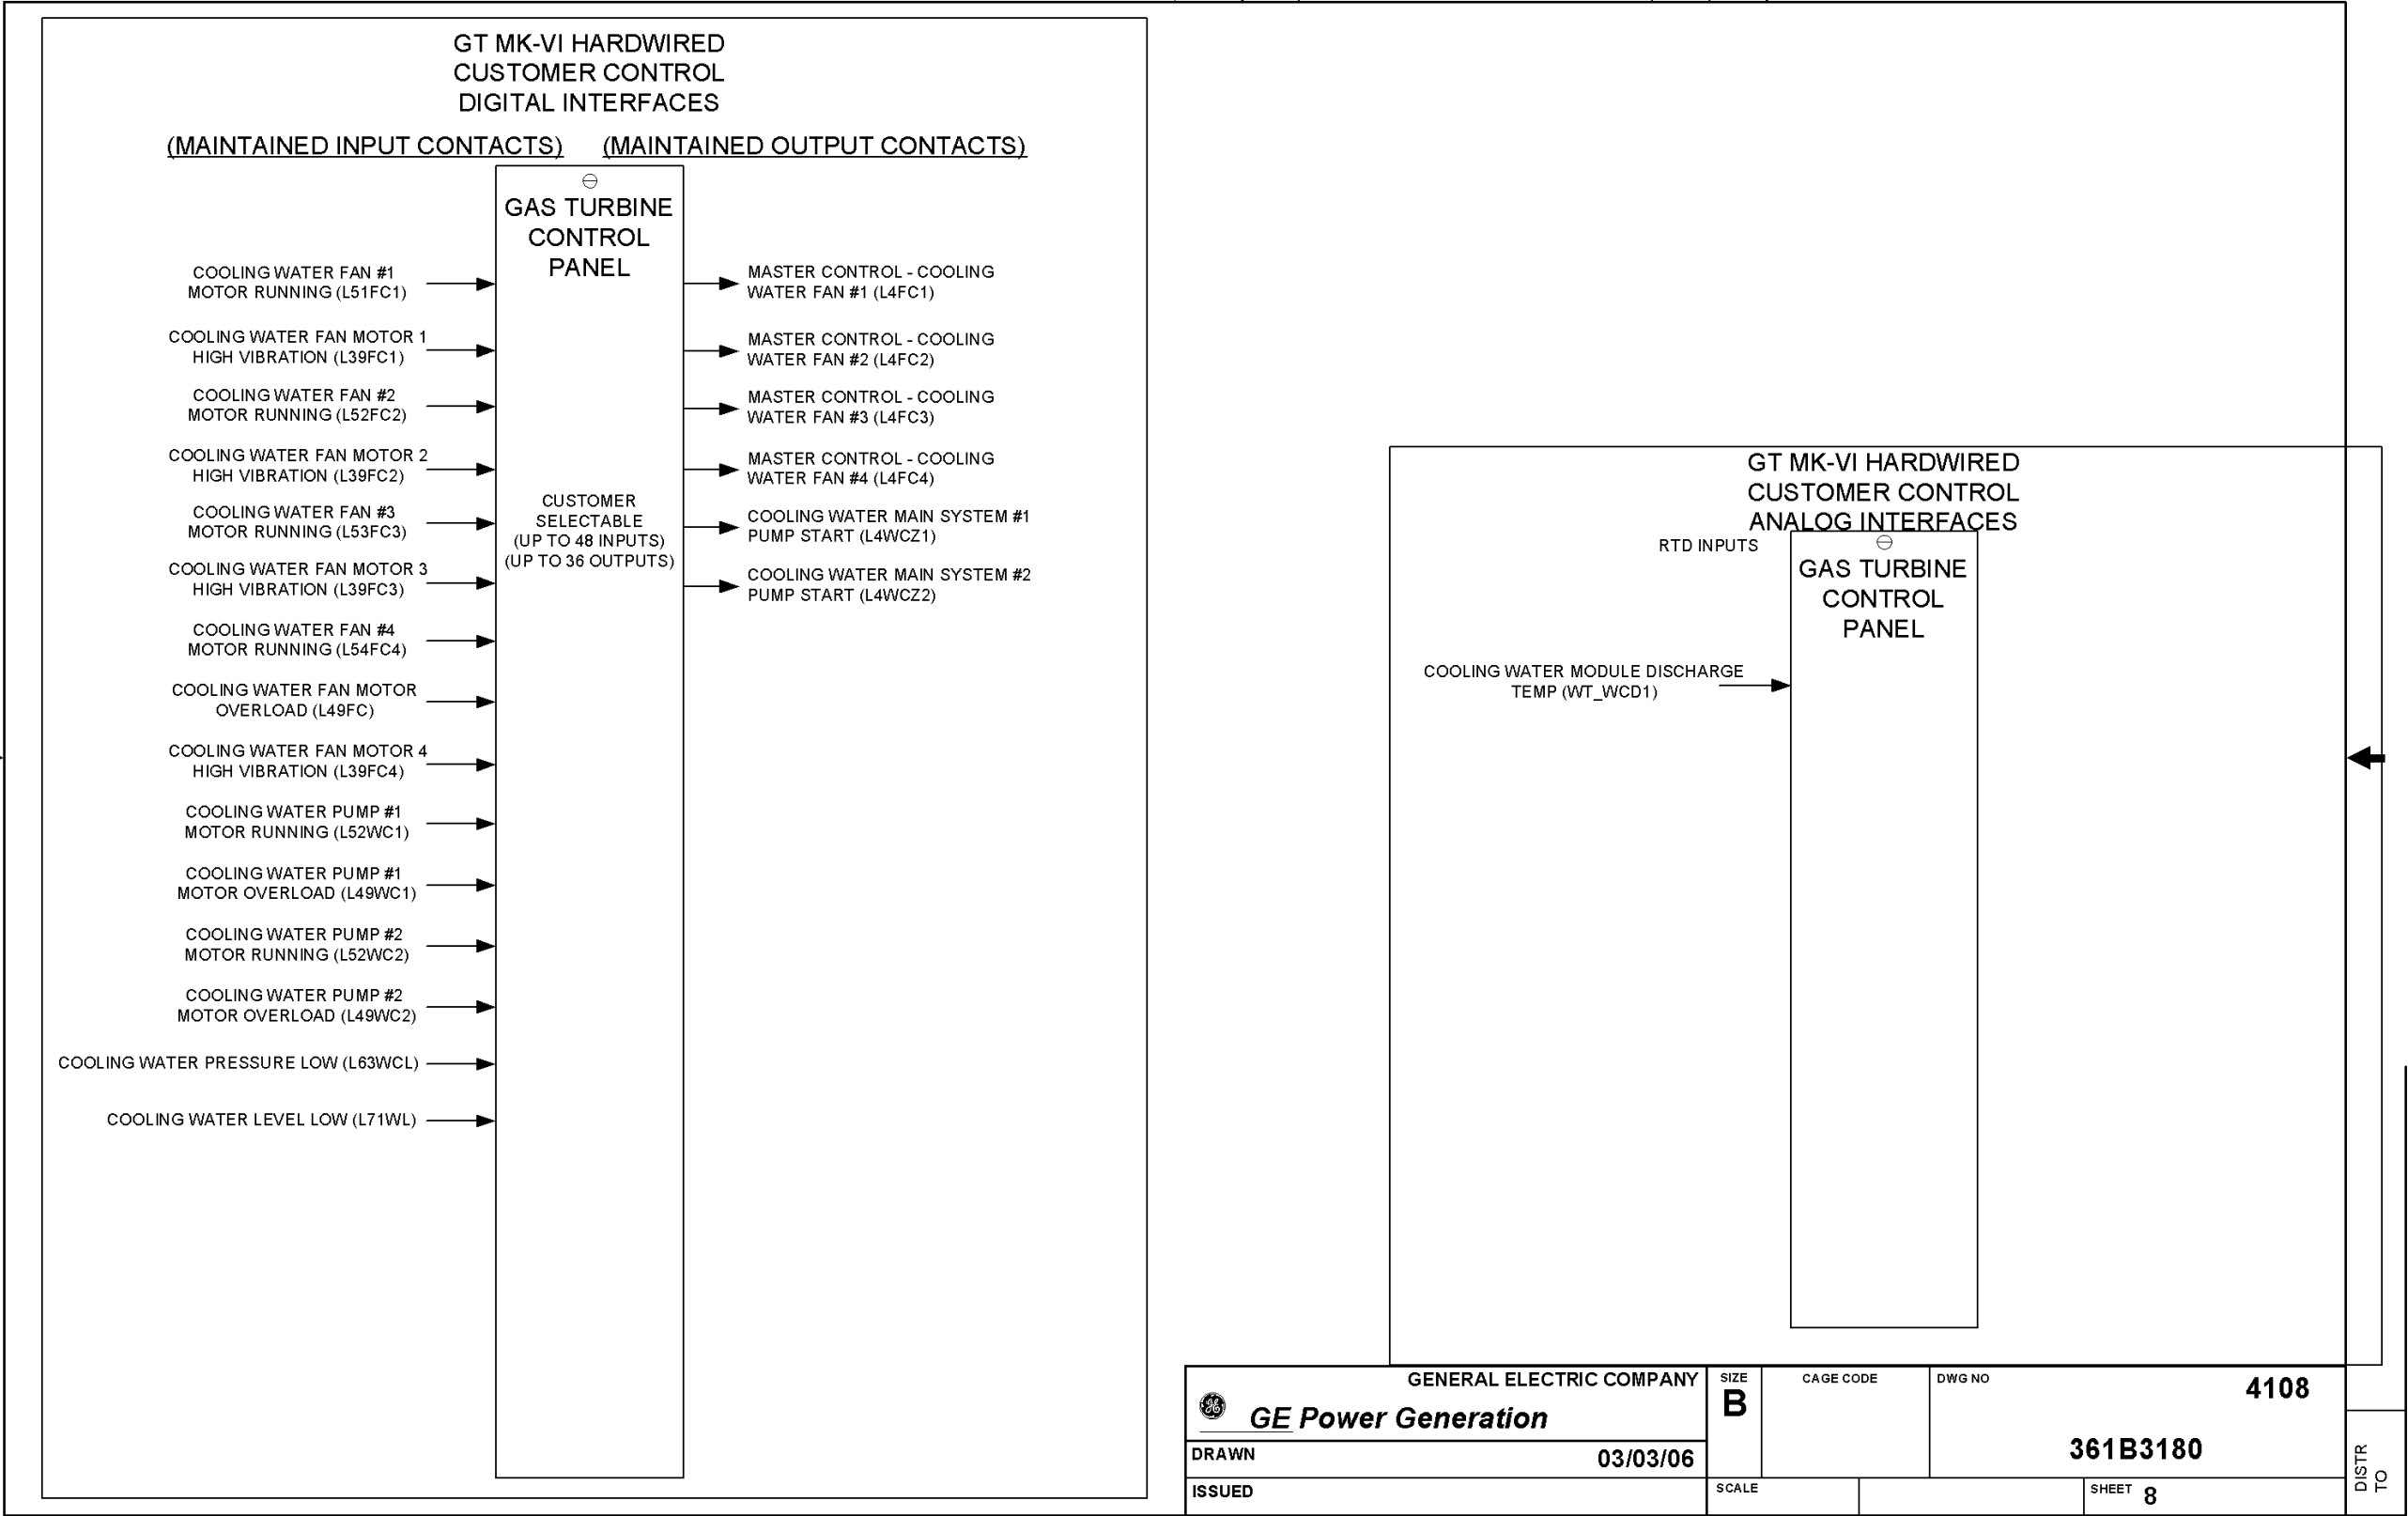 GT MK-VI HARDWIRED
CUSTOMER CONTROL
DIGITAL INTERFACES
(MAINTAINED INPUT CONTACTS)
(MAINTAINED OUTPUT CONTACTS)
GAS TURBINE
CONTROL
PANEL
CUSTOMER
SELECTABLE
(UP TO 48 INPUTS)
(UP TO 36 OUTPUTS)
COOLING WATER FAN #1
MOTOR RUNNING (L51FC1)
COOLING WATER FAN MOTOR 1
HIGH VIBRATION (L39FC1)
COOLING WATER FAN #2
MOTOR RUNNING (L52FC2)
COOLING WATER FAN MOTOR 2
HIGH VIBRATION (L39FC2)
COOLING WATER FAN #3
MOTOR RUNNING (L53FC3)
COOLING WATER FAN MOTOR 3
HIGH VIBRATION (L39FC3)
COOLING WATER FAN #4
MOTOR RUNNING (L54FC4)
COOLING WATER FAN MOTOR
OVERLOAD (L49FC)
COOLING WATER FAN MOTOR 4
HIGH VIBRATION (L39FC4)
COOLING WATER PUMP #1
MOTOR RUNNING (L52WC1)
COOLING WATER PUMP #1
MOTOR OVERLOAD (L49WC1)
COOLING WATER PUMP #2
MOTOR RUNNING (L52WC2)
COOLING WATER PUMP #2
MOTOR OVERLOAD (L49WC2)
COOLING WATER PRESSURE LOW (L63WCL)
COOLING WATER LEVEL LOW (L71WL)
MASTER CONTROL - COOLING
WATER FAN #1 (L4FC1)
MASTER CONTROL - COOLING
WATER FAN #2 (L4FC2)
MASTER CONTROL - COOLING
WATER FAN #3 (L4FC3)
MASTER CONTROL - COOLING
WATER FAN #4 (L4FC4)
COOLING WATER MAIN SYSTEM #1
PUMP START (L4WCZ1)
COOLING WATER MAIN SYSTEM #2
PUMP START (L4WCZ2)
GT MK-VI HARDWIRED
CUSTOMER CONTROL
ANALOG INTERFACES
RTD INPUTS
GAS TURBINE
CONTROL
PANEL
COOLING WATER MODULE DISCHARGE
TEMP (WT_WCD1)
GENERAL ELECTRIC COMPANY
GE Power Generation
DRAWN
03/03/06
ISSUED
SIZE
B
CAGE CODE
DWG NO
4108
361B3180
SCALE
SHEET 8
DISTR
TO